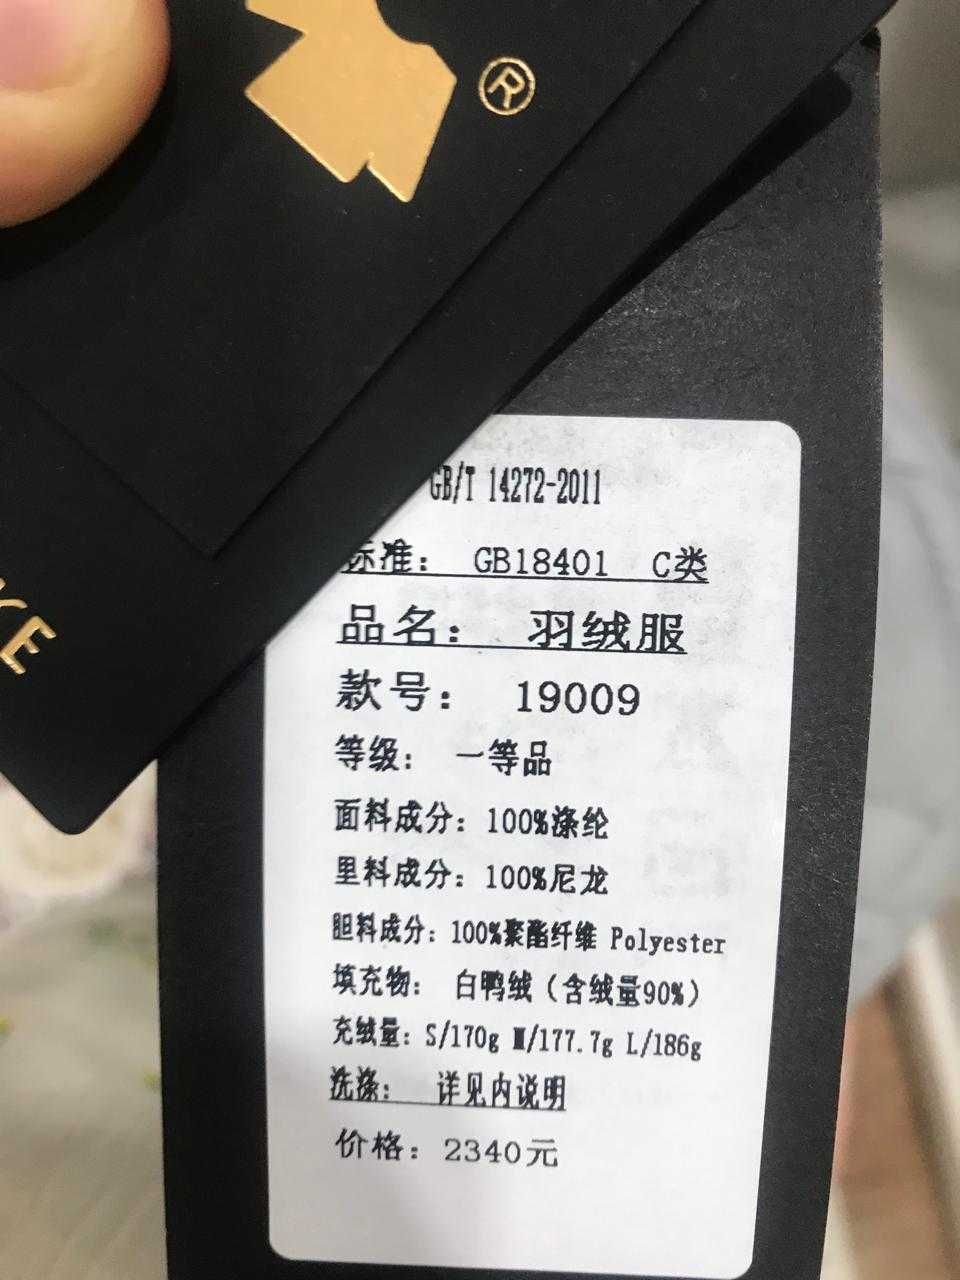 ®
KE
GB/T 14272-2011
标准： GB18401 C类
品名： 羽绒服
款号： 19009
等级： 一等品
面料成分：100%涤纶
里料成分：100%尼龙
胆料成分：100%聚酯纤维 Polyester
填充物： 白鸭绒（含绒量90%）
充绒量：S/170g M/177.7g L/186g
洗涤： 详见内说明
价格：2340元